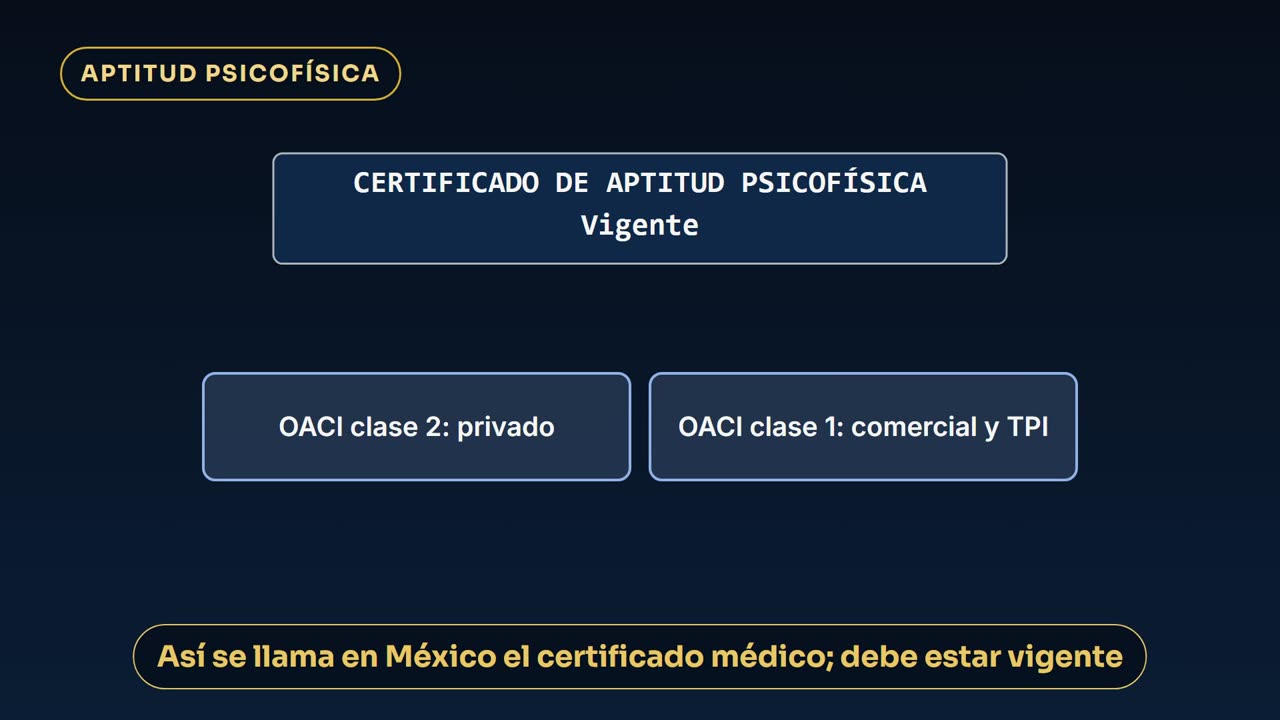 APTITUD PSICOFÍSICA
CERTIFICADO DE APTITUD PSICOFÍSICA
Vigente
OACI clase 2: privado
OACI clase 1: comercial y TPI
Así se llama en México el certificado médico; debe estar vigente